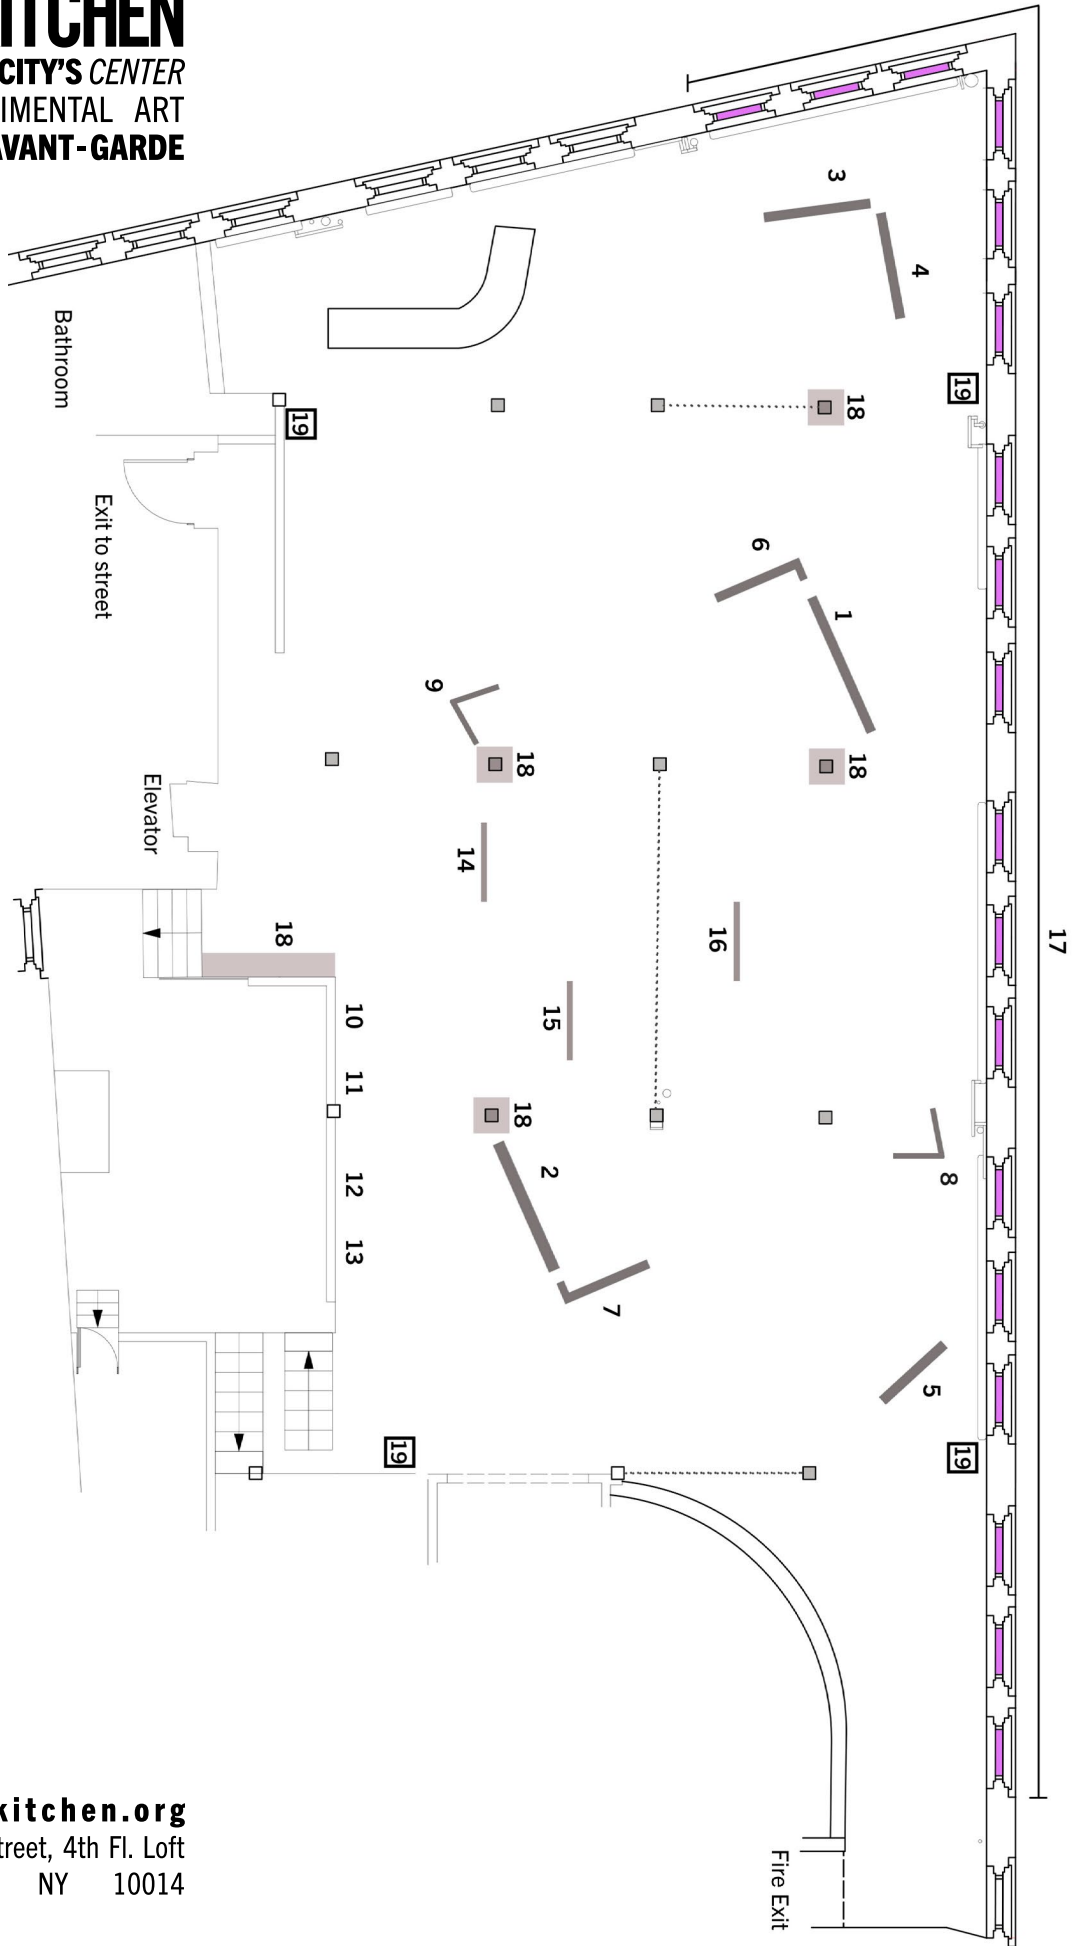 ITCHEN
CITY'S CENTER
IMENTAL ART
AVANT-GARDE
3
4
Bathroom
19
18
19
Exit to street
6
1
9
18
18
Elevator
14
16
17
18
10
15
11
18
2
8
12
13
7
5
19
19
kitchen.org
treet, 4th Fl. Loft
NY 10014
Fire Exit